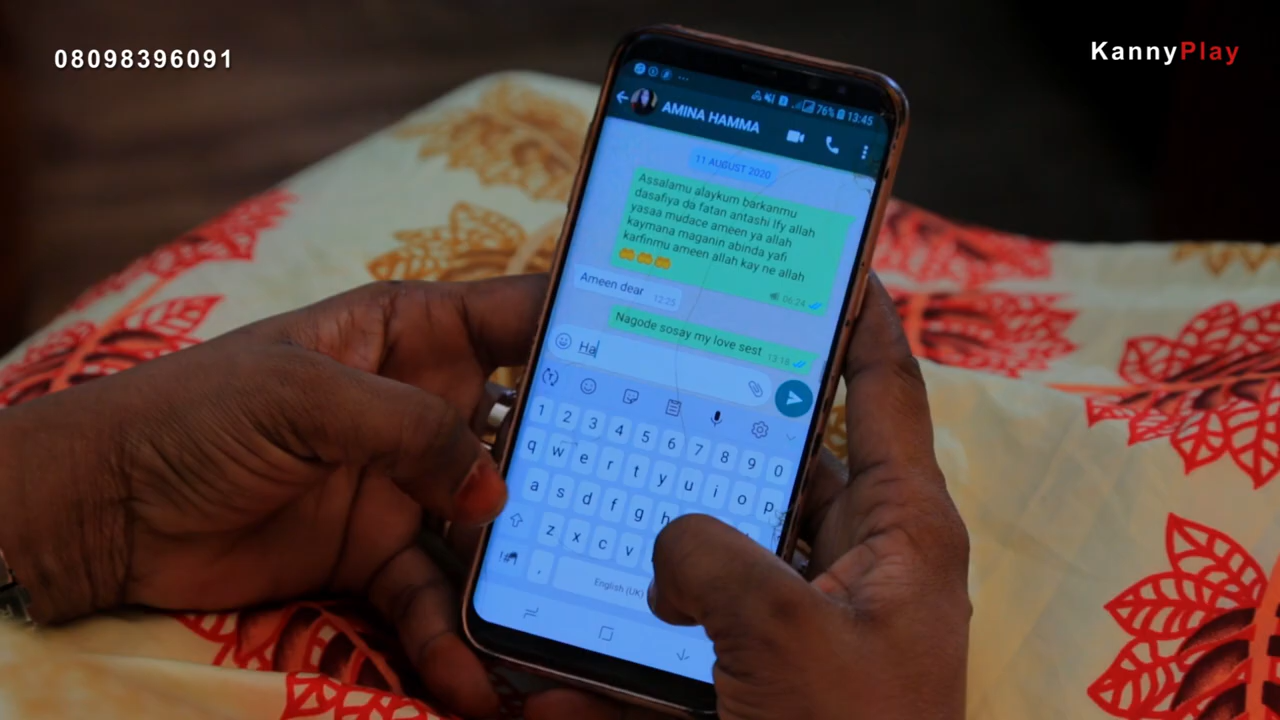 08098396091
KannyPlay
76% 13:45
AMINA HAMMA
11 AUGUST 2020
Assalamu alaykum barkanmu
dasafiya da fatan antashi lfy allah
yasaa mudace ameen ya allah
kaymana maganin abinda yafi
karfinmu ameen allah kay ne allah
06:24
Ameen dear
12:25
Nagode sosay my love sest
13:16
Ha
1 2 3 4 5 6 7 8 9 0
q w e r t y u i o p
a s d f g h
z x c v
!#1 ,
English (UK)